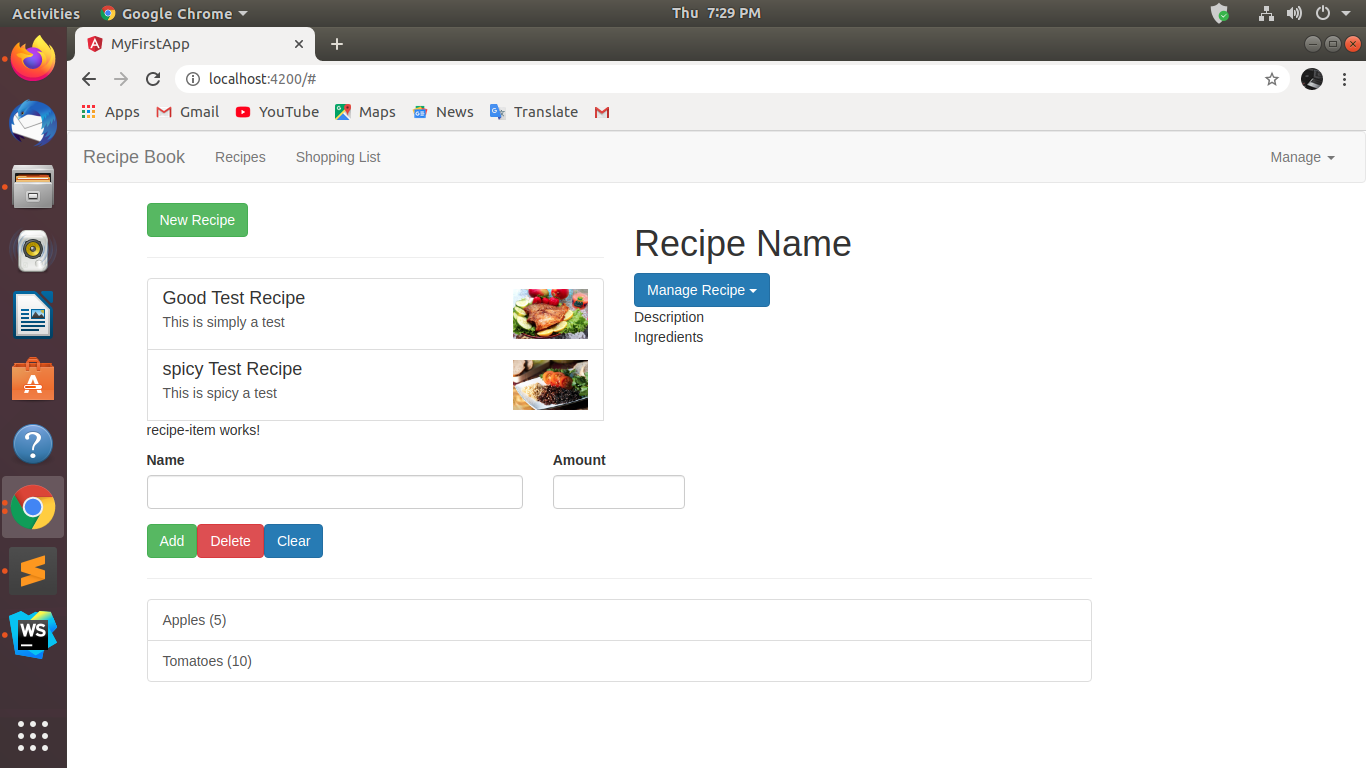 Activities Google Chrome Thu 7:29 PM
MyFirstApp
localhost:4200/#
Apps Gmail YouTube Maps News Translate
Recipe Book Recipes Shopping List Manage
New Recipe
Recipe Name
Manage Recipe
Description
Ingredients
Good Test Recipe
This is simply a test
spicy Test Recipe
This is spicy a test
recipe-item works!
Name Amount
Add Delete Clear
Apples (5)
Tomatoes (10)
WS